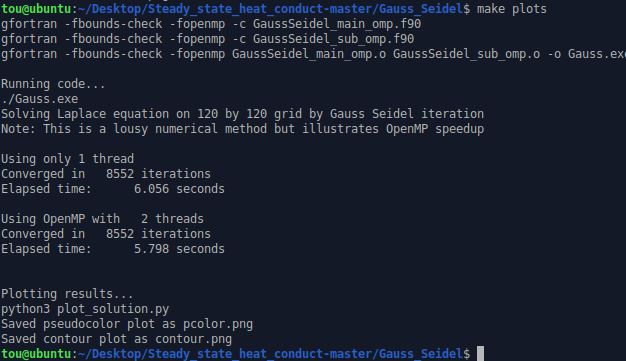 tou@ubuntu:~/Desktop/Steady_state_heat_conduct-master/Gauss_Seidel$ make plots
gfortran -fbounds-check -fopenmp -c GaussSeidel_main_omp.f90
gfortran -fbounds-check -fopenmp -c GaussSeidel_sub_omp.f90
gfortran -fbounds-check -fopenmp GaussSeidel_main_omp.o GaussSeidel_sub_omp.o -o Gauss.exe
Running code...
./Gauss.exe
Solving Laplace equation on 120 by 120 grid by Gauss Seidel iteration
Note: This is a lousy numerical method but illustrates OpenMP speedup
Using only 1 thread
Converged in   8552 iterations
Elapsed time:      6.056 seconds
Using OpenMP with   2 threads
Converged in   8552 iterations
Elapsed time:      5.798 seconds
Plotting results...
python3 plot_solution.py
Saved pseudocolor plot as pcolor.png
Saved contour plot as contour.png
tou@ubuntu:~/Desktop/Steady_state_heat_conduct-master/Gauss_Seidel$